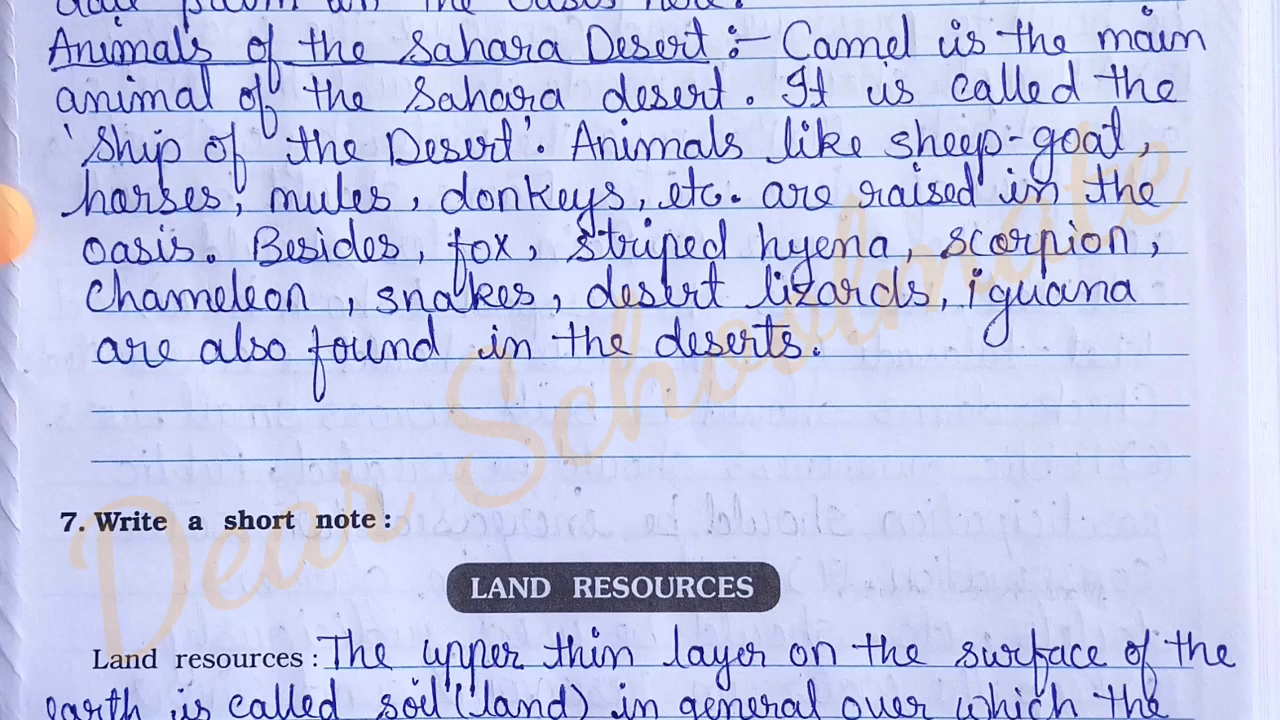 Animals of the Sahara Desert :- Camel is the main
animal of the Sahara desert. It is called the
'Ship of the Desert'. Animals like sheep-goat,
horses, mules, donkeys, etc. are raised in the
oasis. Besides, fox, striped hyena, scorpion,
Chameleon, snakes, desert lizards, iguana
are also found in the deserts.
Dear Schoolmate
7. Write a short note :
LAND RESOURCES
Land resources : The upper thin layer on the surface of the
earth is called soil (land) in general over which the